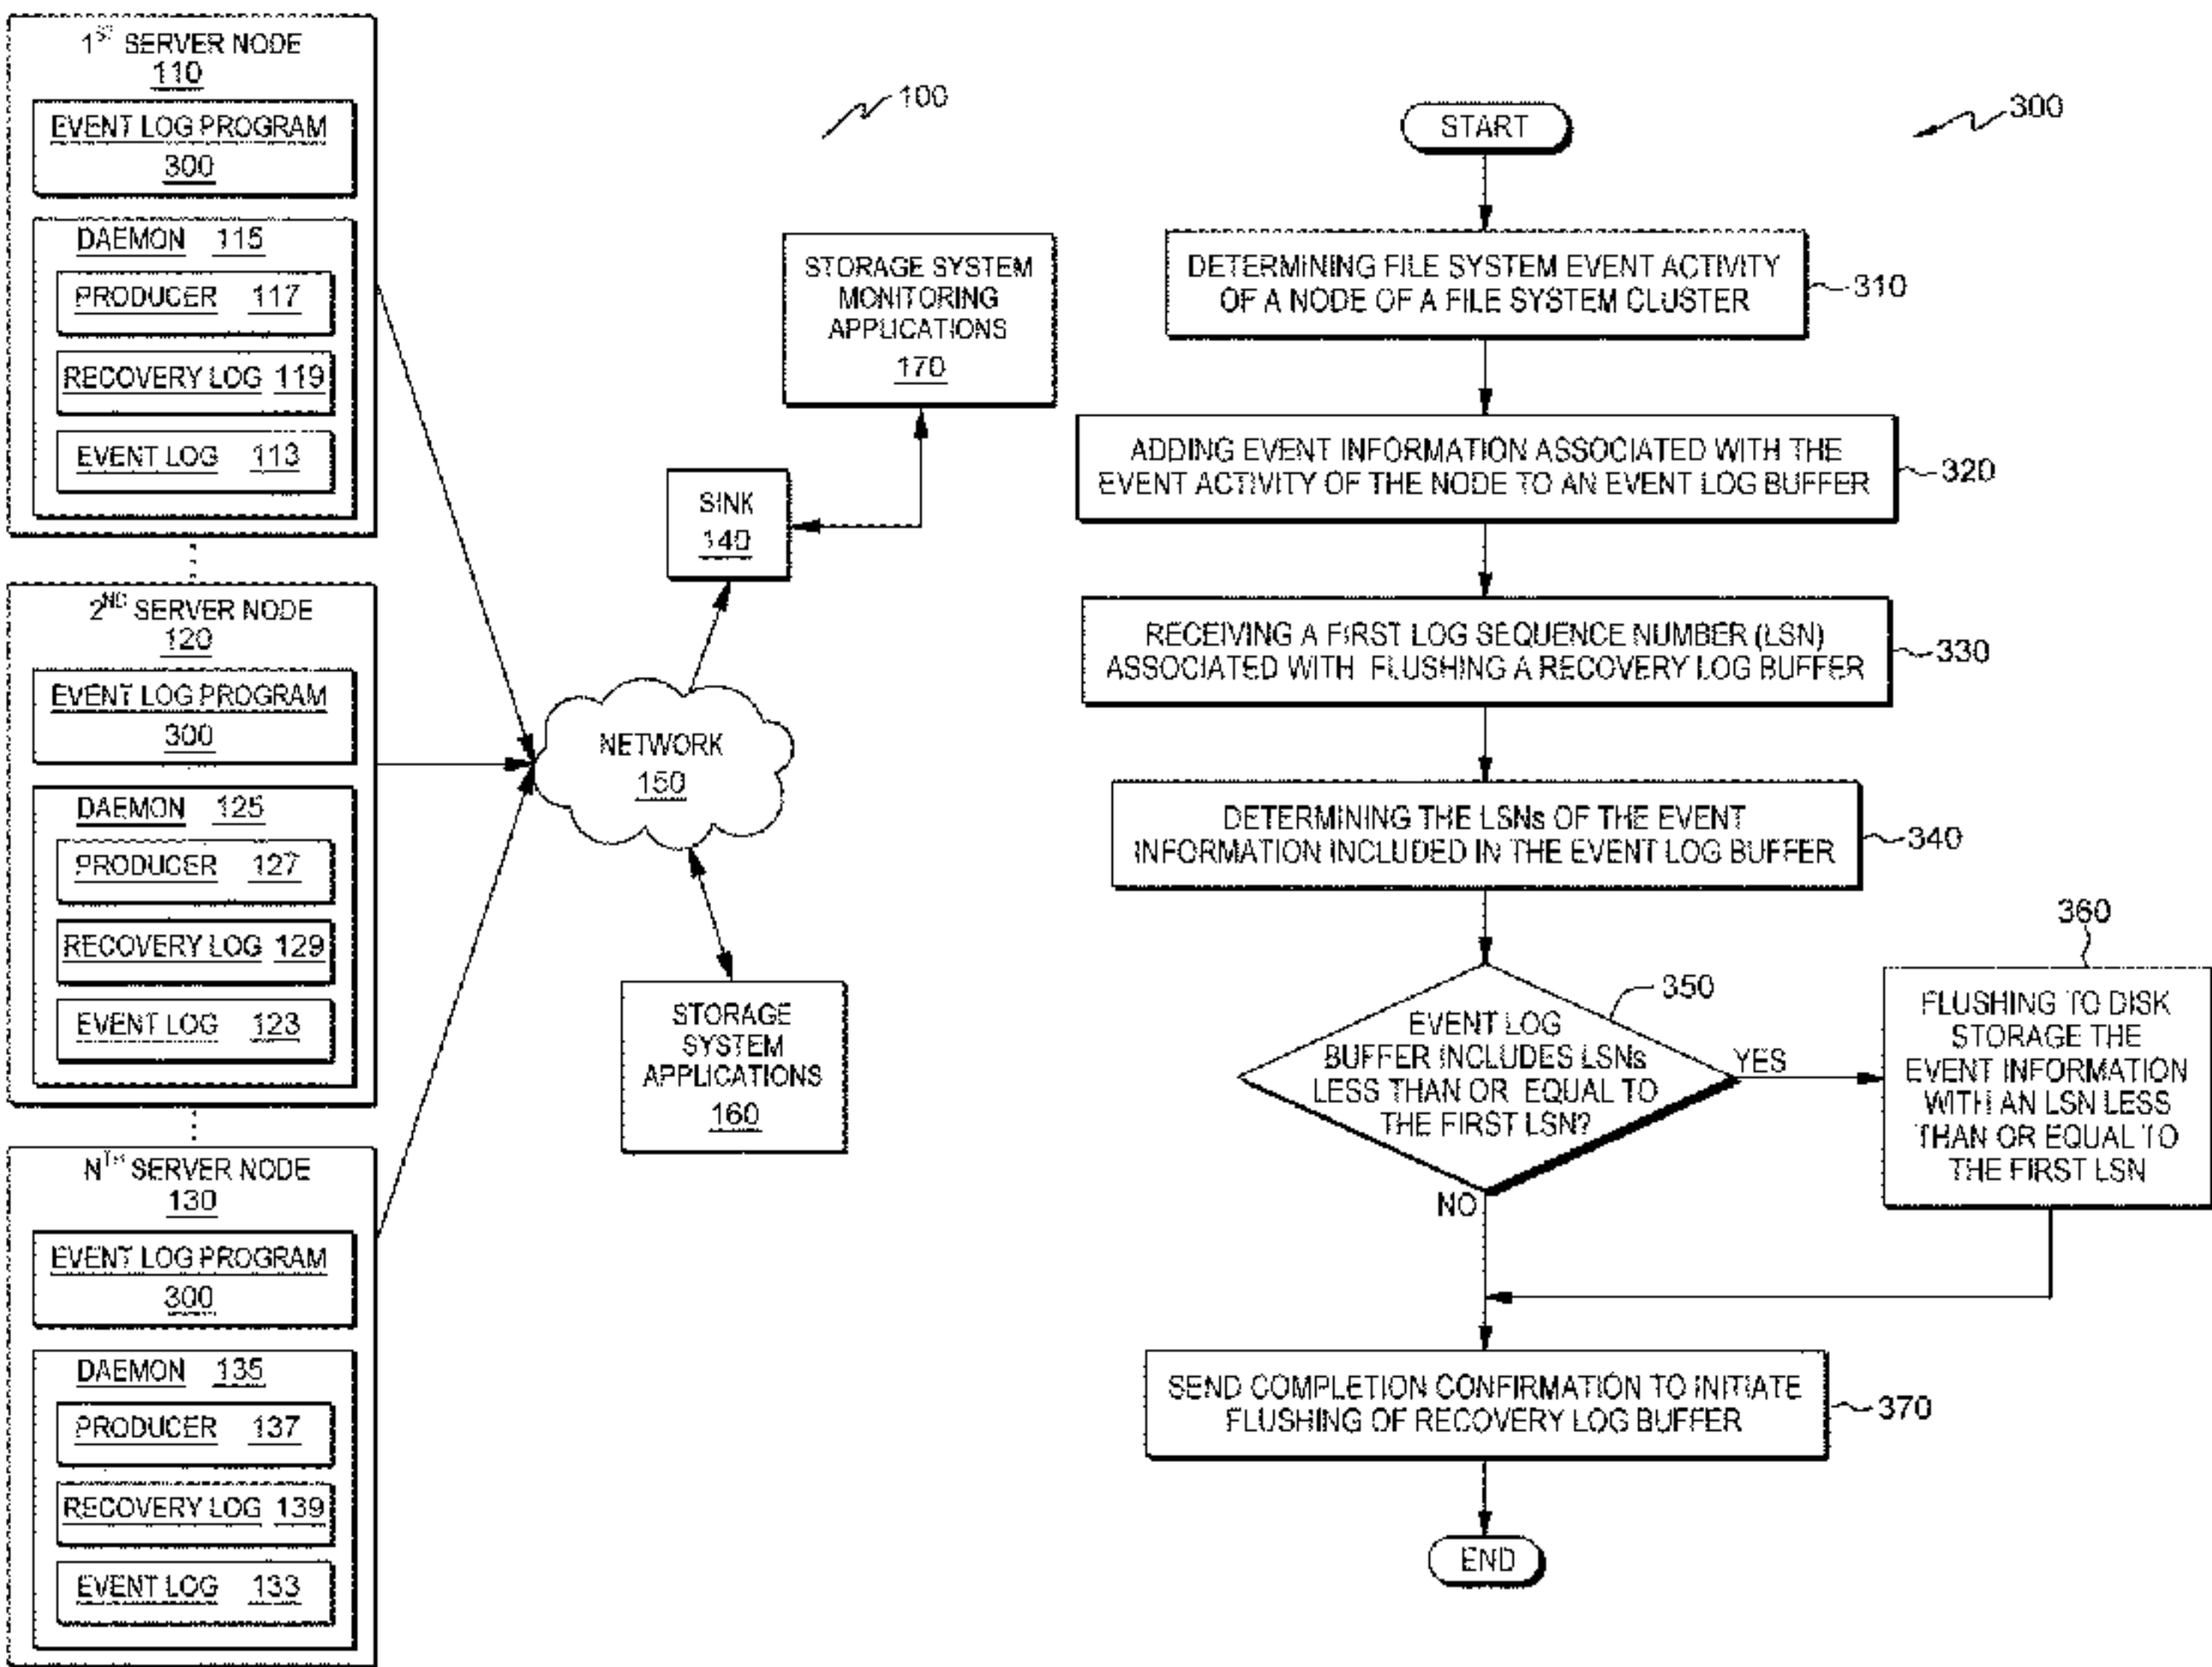 1ST SERVER NODE
110
EVENT LOG PROGRAM
300
DAEMON 115
PRODUCER 117
RECOVERY LOG 119
EVENT LOG 113
2ND SERVER NODE
120
EVENT LOG PROGRAM
300
DAEMON 125
PRODUCER 127
RECOVERY LOG 129
EVENT LOG 123
NTH SERVER NODE
130
EVENT LOG PROGRAM
300
DAEMON 135
PRODUCER 137
RECOVERY LOG 139
EVENT LOG 133
100
STORAGE SYSTEM
MONITORING
APPLICATIONS
170
SINK
140
NETWORK
150
STORAGE
SYSTEM
APPLICATIONS
160
300
START
DETERMINING FILE SYSTEM EVENT ACTIVITY
OF A NODE OF A FILE SYSTEM CLUSTER
310
ADDING EVENT INFORMATION ASSOCIATED WITH THE
EVENT ACTIVITY OF THE NODE TO AN EVENT LOG BUFFER
320
RECEIVING A FIRST LOG SEQUENCE NUMBER (LSN)
ASSOCIATED WITH FLUSHING A RECOVERY LOG BUFFER
330
DETERMINING THE LSNs OF THE EVENT
INFORMATION INCLUDED IN THE EVENT LOG BUFFER
340
350
EVENT LOG
BUFFER INCLUDES LSNs
LESS THAN OR EQUAL TO
THE FIRST LSN?
YES
NO
360
FLUSHING TO DISK
STORAGE THE
EVENT INFORMATION
WITH AN LSN LESS
THAN OR EQUAL TO
THE FIRST LSN
SEND COMPLETION CONFIRMATION TO INITIATE
FLUSHING OF RECOVERY LOG BUFFER
370
END